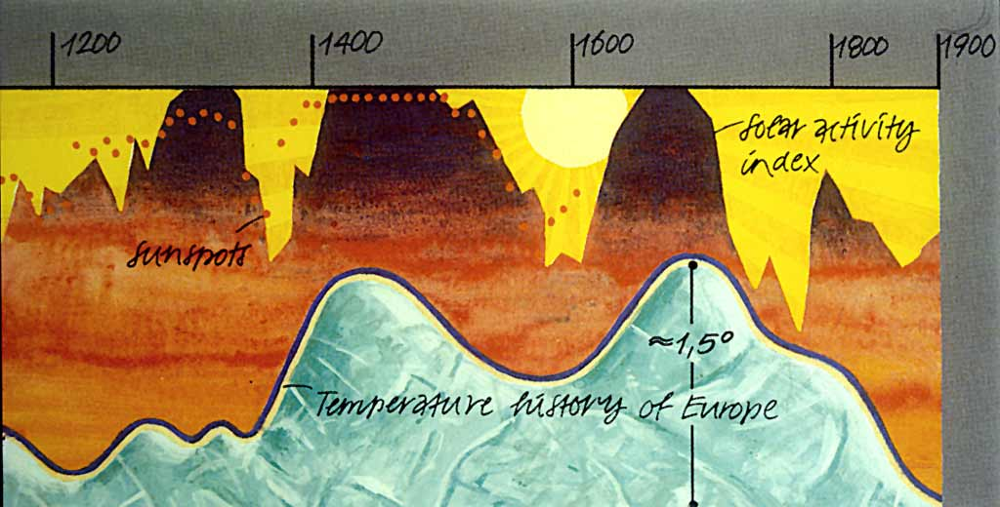 1200
1400
1600
1800
1900
solar activity
index
sunspots
≈1,5°
Temperature history of Europe